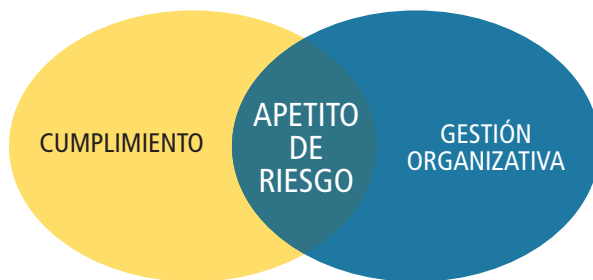 CUMPLIMIENTO
APETITO
DE
RIESGO
GESTIÓN
ORGANIZATIVA